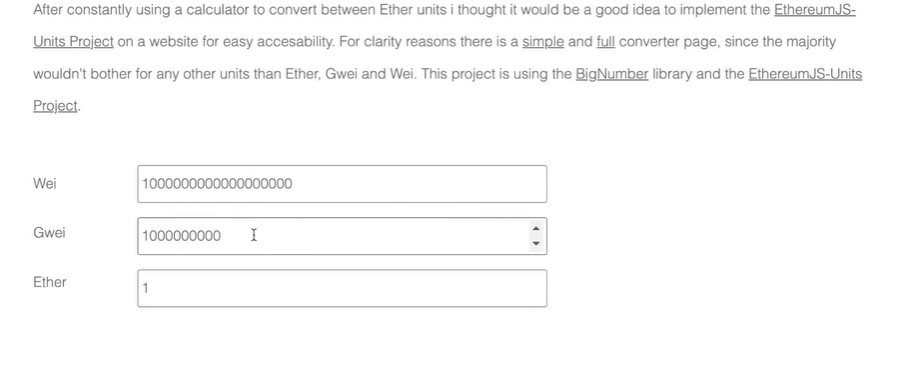 After constantly using a calculator to convert between Ether units i thought it would be a good idea to implement the EthereumJS-
Units Project on a website for easy accesability. For clarity reasons there is a simple and full converter page, since the majority
wouldn't bother for any other units than Ether, Gwei and Wei. This project is using the BigNumber library and the EthereumJS-Units
Project.
Wei
1000000000000000000
Gwei
1000000000
Ether
1